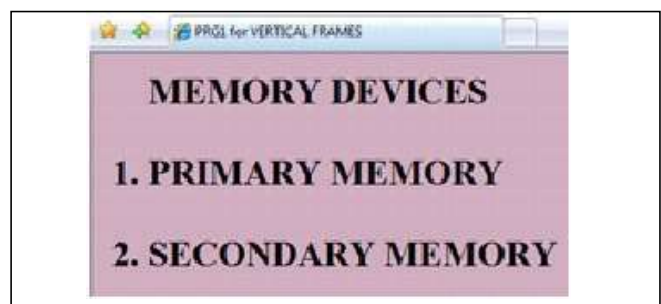 PRG1 for VERTICAL FRAMES
MEMORY DEVICES
1. PRIMARY MEMORY
2. SECONDARY MEMORY